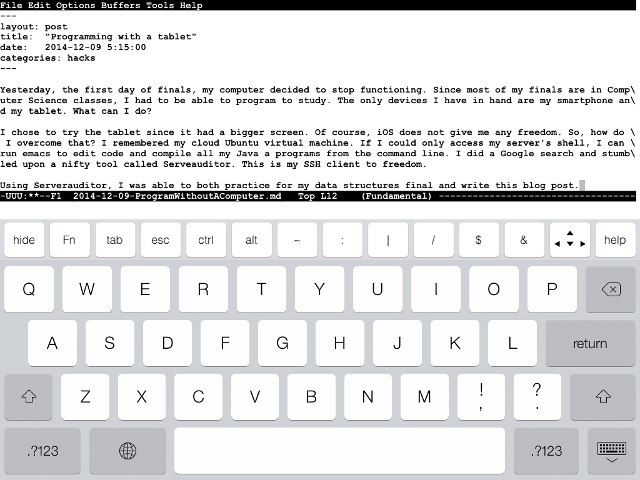 File Edit Options Buffers Tools Help
---
layout: post
title:  "Programming with a tablet"
date:   2014-12-09 5:15:00
categories: hacks
---
Yesterday, the first day of finals, my computer decided to stop functioning. Since most of my finals are in Comp\
uter Science classes, I had to be able to program to study. The only devices I have in hand are my smartphone an\
d my tablet. What can I do?
I chose to try the tablet since it had a bigger screen. Of course, iOS does not give me any freedom. So, how do \
I overcome that? I remembered my cloud Ubuntu virtual machine. If I could only access my server's shell, I can \
run emacs to edit code and compile all my Java a programs from the command line. I did a Google search and stumb\
led upon a nifty tool called Serveauditor. This is my SSH client to freedom.
Using Serverauditor, I was able to both practice for my data structures final and write this blog post.
-UUU:**--F1  2014-12-09-ProgramWithoutAComputer.md   Top L12    (Fundamental) -----------------------------------
hide Fn tab esc ctrl alt ~ : | / $ & help
Q W E R T Y U I O P
A S D F G H J K L return
Z X C V B N M ! , ? .
.?123 .?123